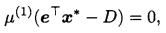 μ⁽¹⁾(e⊤x* − D) = 0,